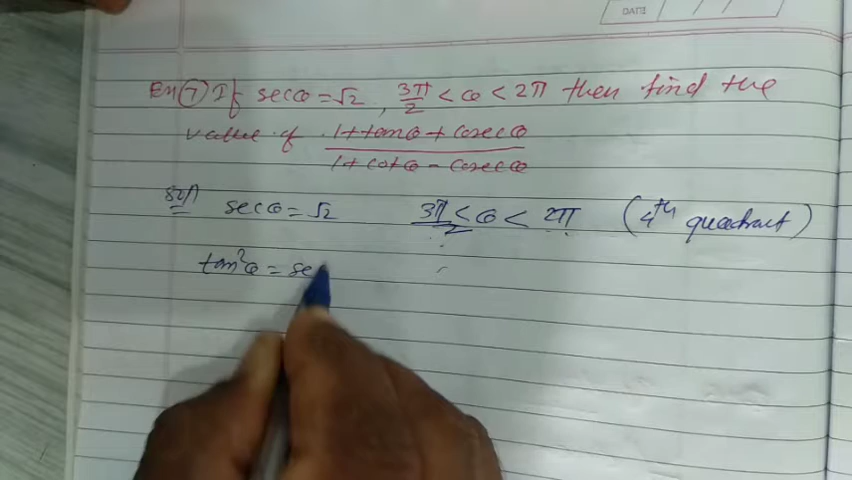 DATE
Ex (7) If secθ = √2, 3π/2 < θ < 2π then find the
value of (1+tanθ+cosecθ)/(1+cotθ-cosecθ)
secθ = √2 3π/2 < θ < 2π (4th quadrant)
tan²θ = se